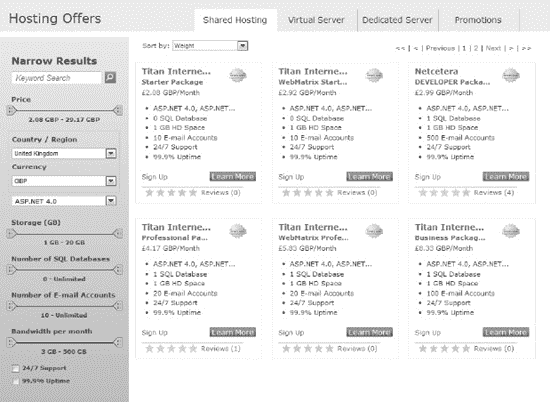 Hosting Offers
Shared Hosting
Virtual Server
Dedicated Server
Promotions
Narrow Results
Keyword Search
Price
2.08 GBP - 29.17 GBP
Country / Region
United Kingdom
Currency
GBP
ASP.NET 4.0
Storage (GB)
1 GB - 30 GB
Number of SQL Databases
0 - Unlimited
Number of E-mail Accounts
10 - Unlimited
Bandwidth per month
3 GB - 500 GB
24/7 Support
99.9% Uptime
Sort by: Weight
<< | < | Previous | 1 | 2 | Next | > | >>
Titan Interne...
Starter Package
£2.08 GBP/Month
• ASP.NET 4.0, ASP.NET...
• 0 SQL Database
• 1 GB HD Space
• 10 E-mail Accounts
• 24/7 Support
• 99.9% Uptime
Sign Up
Learn More
Reviews (0)
Titan Interne...
WebMatrix Start...
£2.92 GBP/Month
• ASP.NET 4.0, ASP.NET...
• 0 SQL Database
• 1 GB HD Space
• 10 E-mail Accounts
• 24/7 Support
• 99.9% Uptime
Sign Up
Learn More
Reviews (0)
Netcetera
DEVELOPER Packa...
£2.99 GBP/Month
• ASP.NET 4.0, ASP.NET...
• 1 SQL Database
• 1 GB HD Space
• 500 E-mail Accounts
• 24/7 Support
• 99.9% Uptime
Sign Up
Learn More
Reviews (4)
Titan Interne...
Professional Pa...
£4.17 GBP/Month
• ASP.NET 4.0, ASP.NET...
• 1 SQL Database
• 1 GB HD Space
• 20 E-mail Accounts
• 24/7 Support
• 99.9% Uptime
Sign Up
Learn More
Reviews (1)
Titan Interne...
WebMatrix Profe...
£5.83 GBP/Month
• ASP.NET 4.0, ASP.NET...
• 1 SQL Database
• 1 GB HD Space
• 20 E-mail Accounts
• 24/7 Support
• 99.9% Uptime
Sign Up
Learn More
Reviews (0)
Titan Interne...
Business Packag...
£8.33 GBP/Month
• ASP.NET 4.0, ASP.NET...
• 1 SQL Database
• 1 GB HD Space
• 100 E-mail Accounts
• 24/7 Support
• 99.9% Uptime
Sign Up
Learn More
Reviews (0)